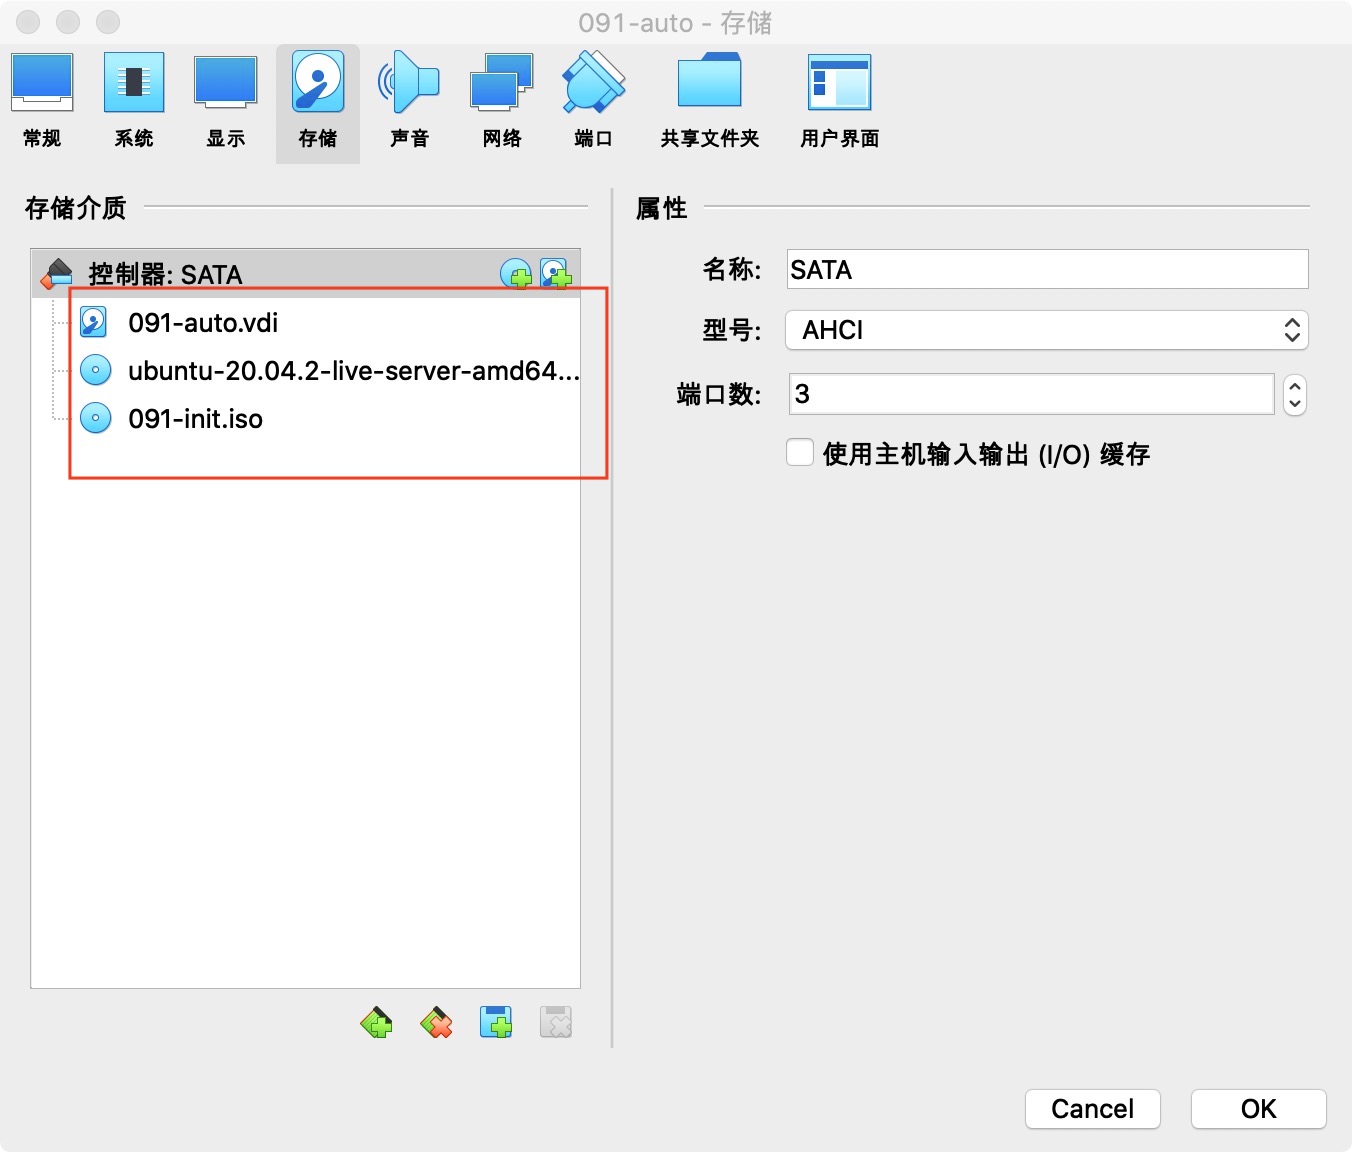 091-auto - 存储
常规
系统
显示
存储
声音
网络
端口
共享文件夹
用户界面
存储介质
控制器: SATA
091-auto.vdi
ubuntu-20.04.2-live-server-amd64...
091-init.iso
属性
名称: SATA
型号: AHCI
端口数: 3
使用主机输入输出 (I/O) 缓存
Cancel
OK